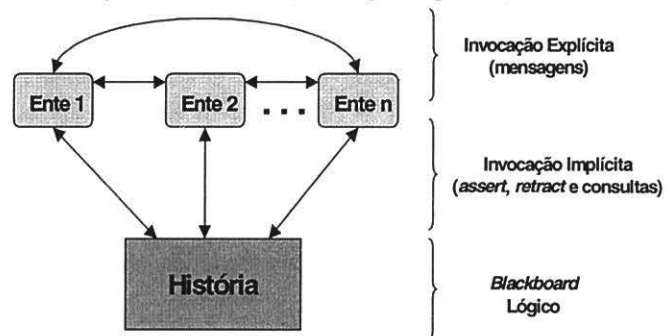 Invocação Explícita
(mensagens)
Ente 1
Ente 2
. . .
Ente n
Invocação Implícita
(assert, retract e consultas)
História
Blackboard
Lógico